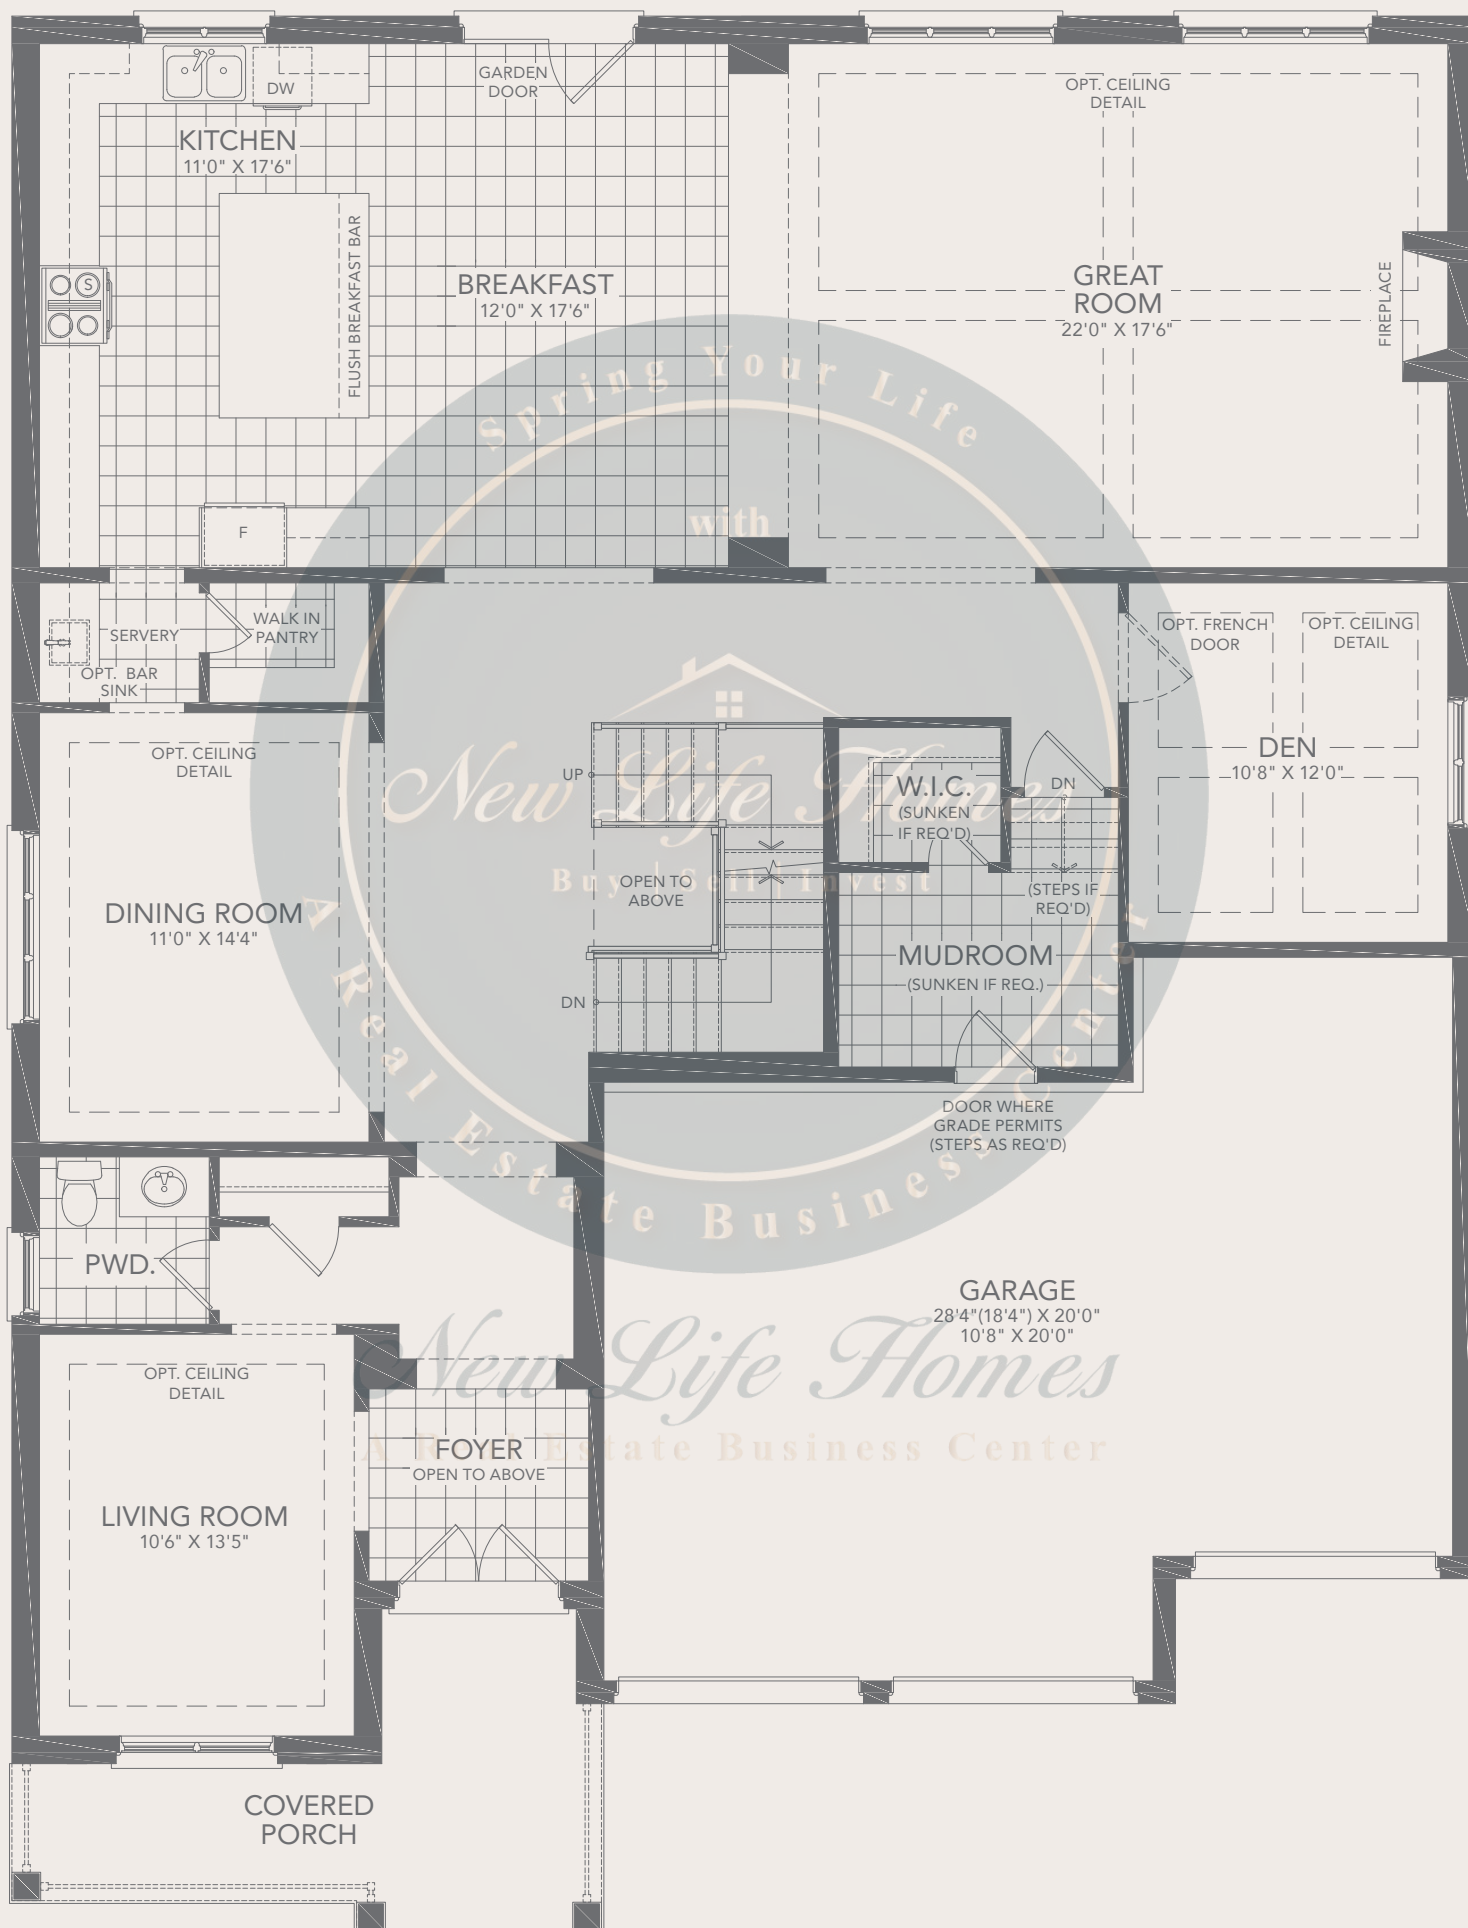 GARDEN
DOOR
OPT. CEILING
DETAIL
DW
KITCHEN
11'0" X 17'6"
FLUSH BREAKFAST BAR
S
BREAKFAST
12'0" X 17'6"
GREAT
ROOM
22'0" X 17'6"
FIREPLACE
Spring Your Life
with
F
SERVERY
WALK IN
PANTRY
OPT. BAR
SINK
OPT. FRENCH
DOOR
OPT. CEILING
DETAIL
OPT. CEILING
DETAIL
UP
New Life Homes
Buy | Sell | Invest
W.I.C.
(SUNKEN
IF REQ'D)
DN
DEN
10'8" X 12'0"
OPEN TO
ABOVE
(STEPS IF
REQ'D)
DINING ROOM
11'0" X 14'4"
MUDROOM
(SUNKEN IF REQ.)
DN
A Real Estate Business Center
DOOR WHERE
GRADE PERMITS
(STEPS AS REQ'D)
PWD.
GARAGE
28'4"(18'4") X 20'0"
10'8" X 20'0"
New Life Homes
A Real Estate Business Center
OPT. CEILING
DETAIL
FOYER
OPEN TO ABOVE
LIVING ROOM
10'6" X 13'5"
COVERED
PORCH